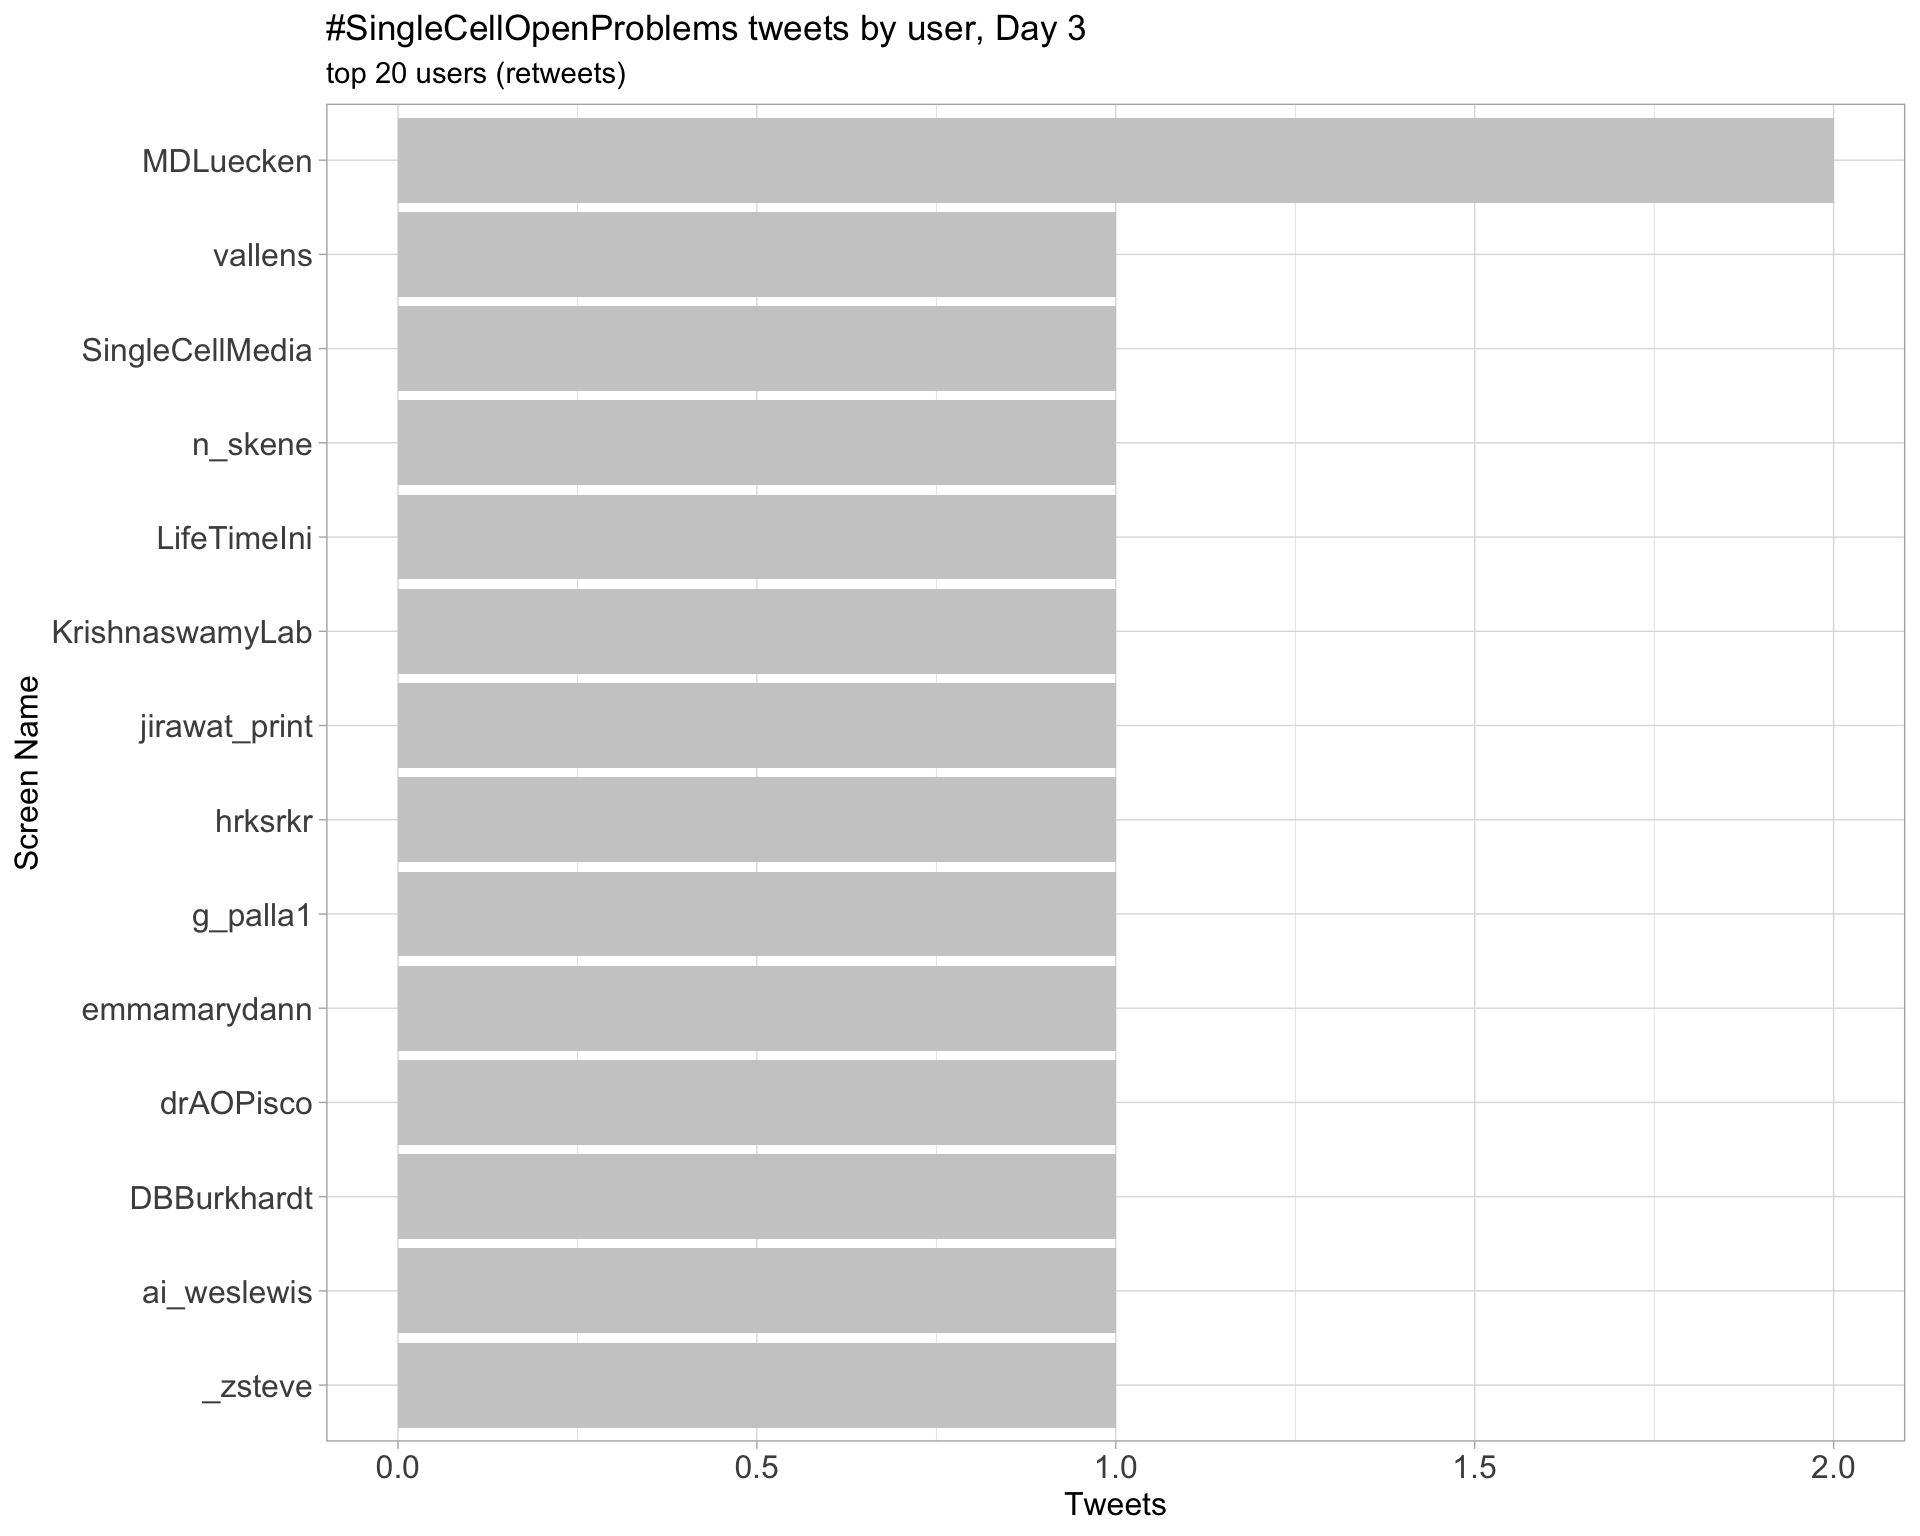 #SingleCellOpenProblems tweets by user, Day 3
top 20 users (retweets)
MDLuecken
vallens
SingleCellMedia
n_skene
LifeTimeIni
KrishnaswamyLab
jirawat_print
hrksrkr
g_palla1
emmamarydann
drAOPisco
DBBurkhardt
ai_weslewis
_zsteve
Screen Name
0.0 0.5 1.0 1.5 2.0
Tweets